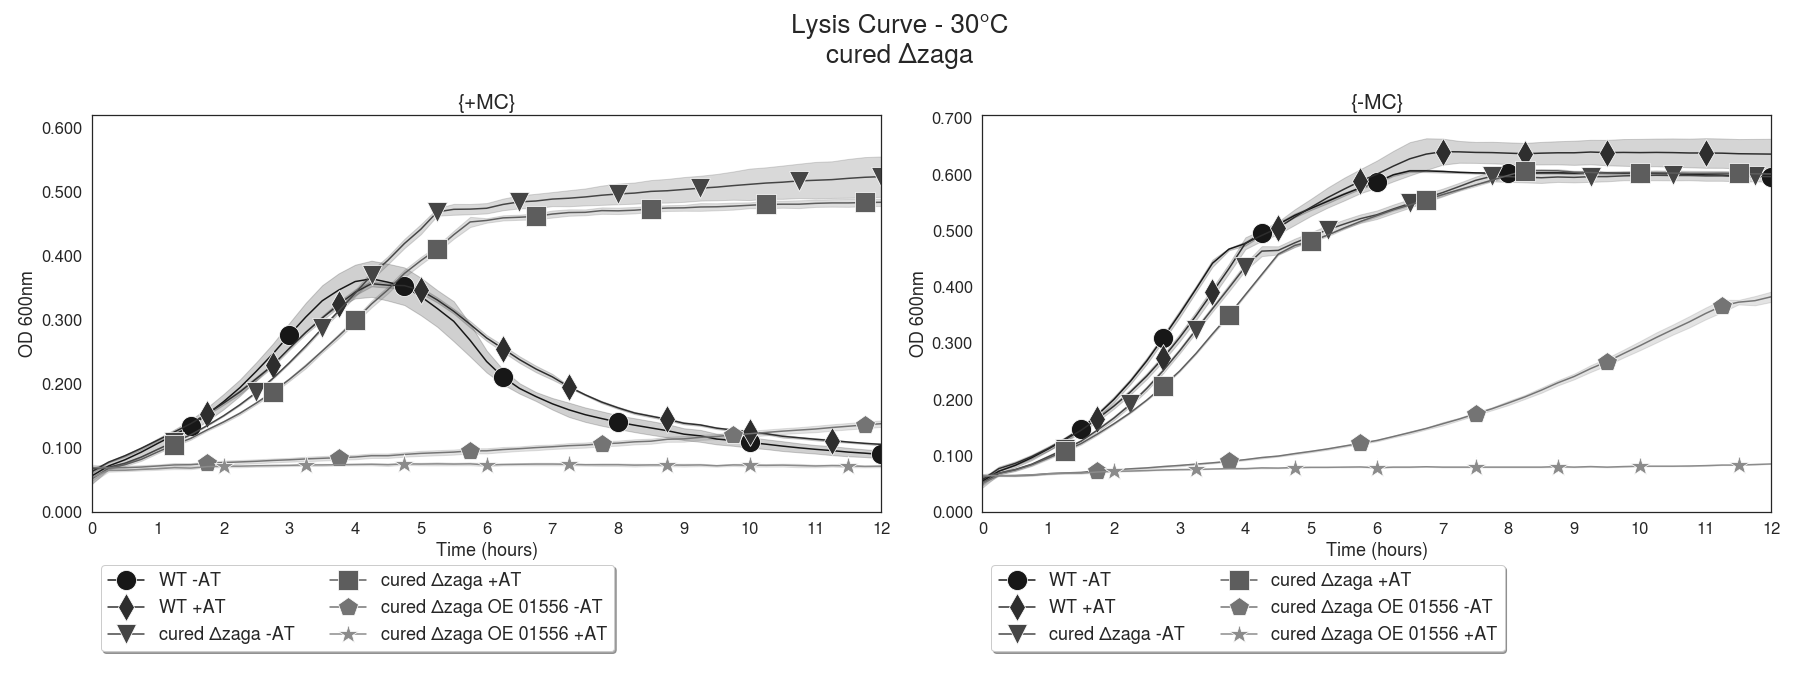 Lysis Curve - 30°C
cured Δzaga
{+MC}
0.600
0.500
0.400
0.300
0.200
0.100
0.000
OD 600nm
0 1 2 3 4 5 6 7 8 9 10 11 12
Time (hours)
WT -AT
WT +AT
cured Δzaga -AT
cured Δzaga +AT
cured Δzaga OE 01556 -AT
cured Δzaga OE 01556 +AT
{-MC}
0.700
0.600
0.500
0.400
0.300
0.200
0.100
0.000
OD 600nm
0 1 2 3 4 5 6 7 8 9 10 11 12
Time (hours)
WT -AT
WT +AT
cured Δzaga -AT
cured Δzaga +AT
cured Δzaga OE 01556 -AT
cured Δzaga OE 01556 +AT